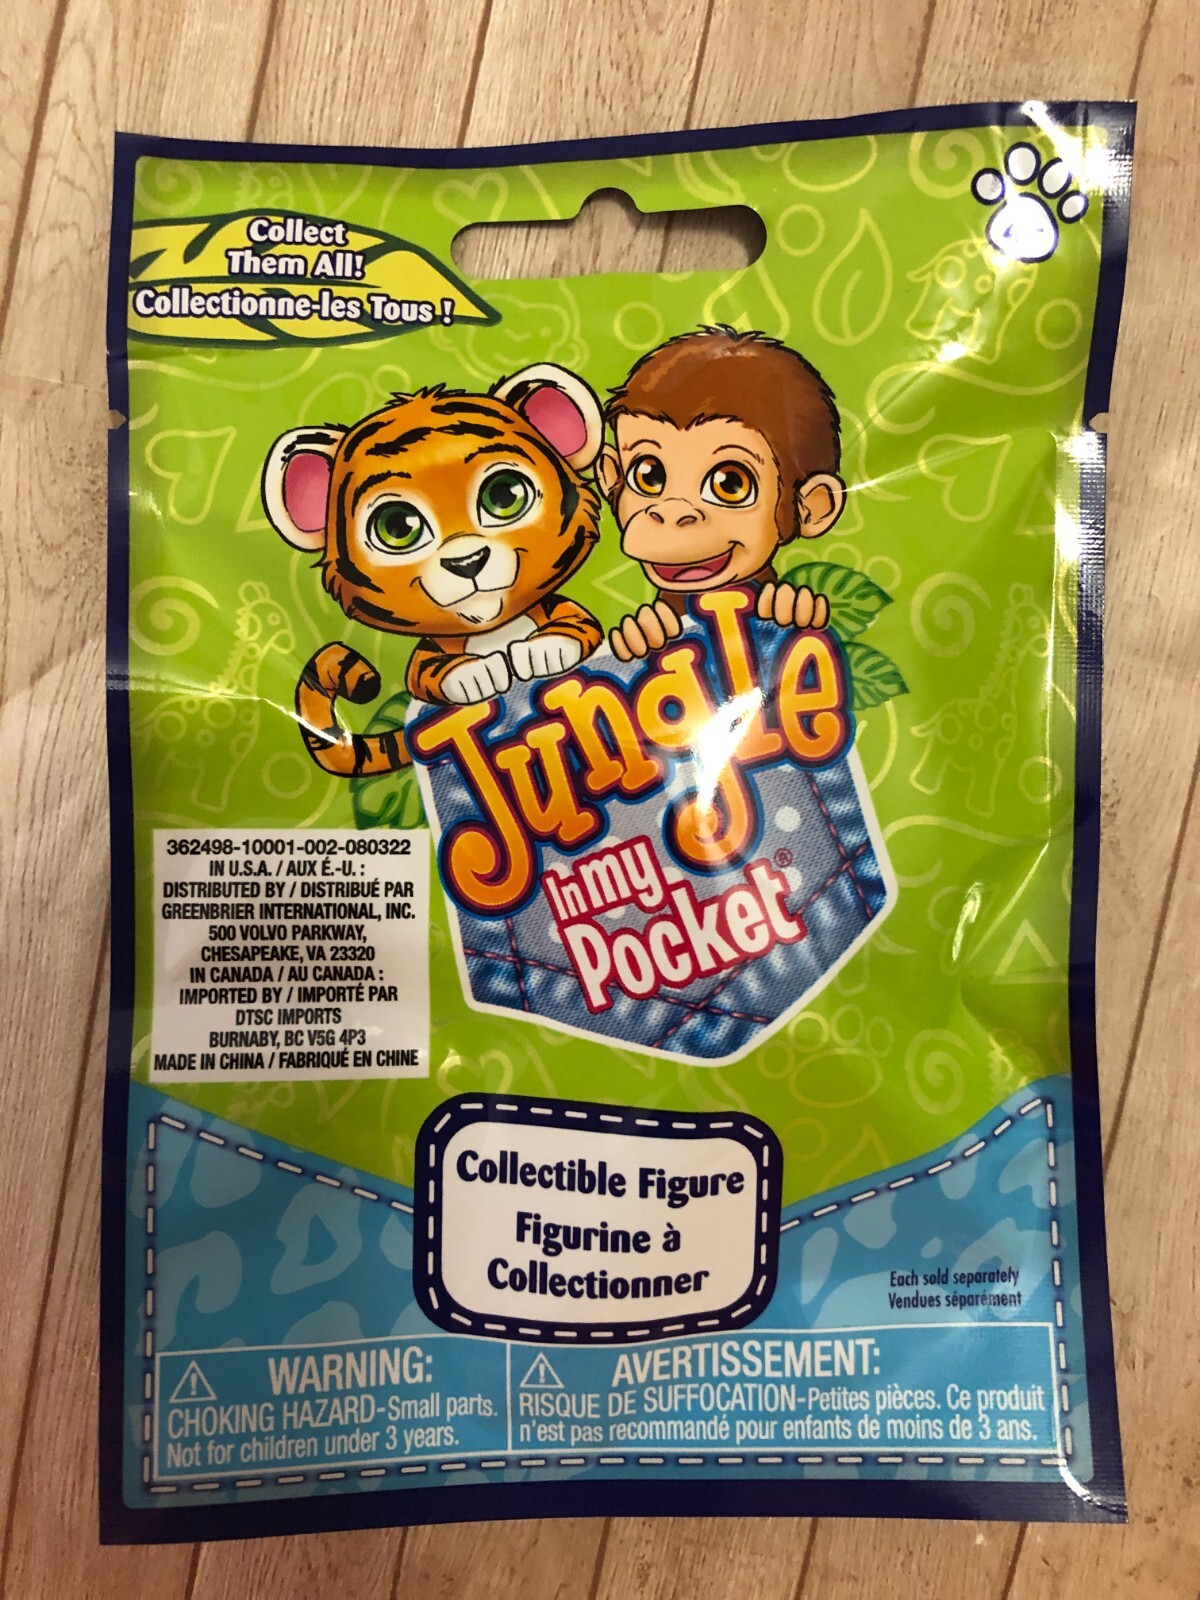 Collect
Them All!
Collectionne-les Tous !
Jungle
In my
Pocket®
362498-10001-002-080322
IN U.S.A. / AUX É.-U. :
DISTRIBUTED BY / DISTRIBUÉ PAR
GREENBRIER INTERNATIONAL, INC.
500 VOLVO PARKWAY,
CHESAPEAKE, VA 23320
IN CANADA / AU CANADA :
IMPORTED BY / IMPORTÉ PAR
DTSC IMPORTS
BURNABY, BC V5G 4P3
MADE IN CHINA / FABRIQUÉ EN CHINE
Collectible Figure
Figurine à
Collectionner
Each sold separately
Vendues séparément
WARNING:
CHOKING HAZARD-Small parts.
Not for children under 3 years.
AVERTISSEMENT:
RISQUE DE SUFFOCATION-Petites pièces. Ce produit
n'est pas recommandé pour enfants de moins de 3 ans.